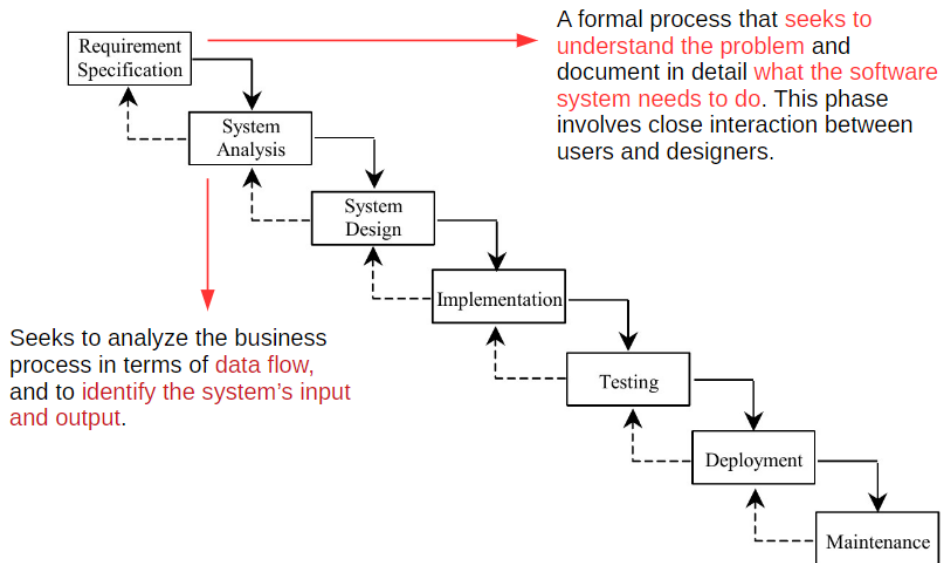 Requirement
Specification
A formal process that seeks to
understand the problem and
document in detail what the software
system needs to do. This phase
involves close interaction between
users and designers.
System
Analysis
System
Design
Implementation
Seeks to analyze the business
process in terms of data flow,
and to identify the system's input
and output.
Testing
Deployment
Maintenance